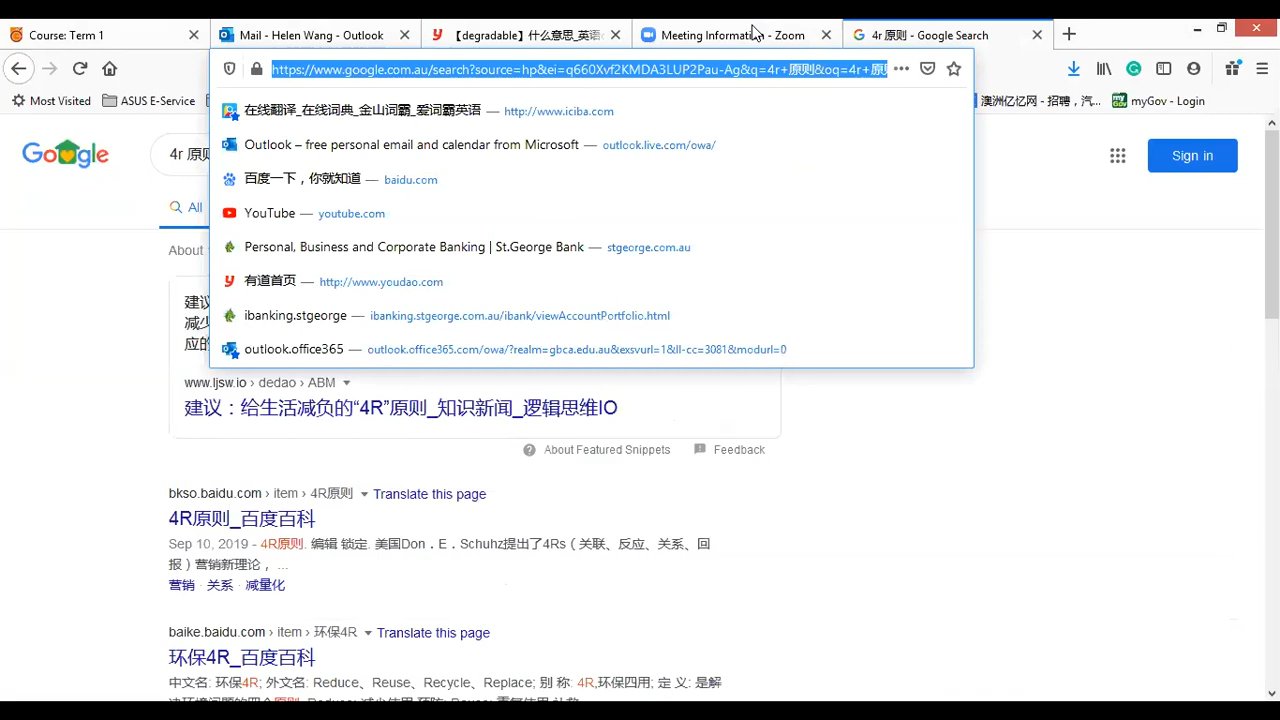 Course: Term 1
Mail - Helen Wang - Outlook
【degradable】什么意思_英语
Meeting Information - Zoom
4r 原则 - Google Search
https://www.google.com.au/search?source=hp&ei=q660Xvf2KMDA3LUP2Pau-Ag&q=4r+原则&oq=4r+原则
Most Visited
ASUS E-Service
澳洲亿忆网 - 招聘，汽...
myGov - Login
在线翻译_在线词典_金山词霸_爱词霸英语 — http://www.iciba.com
Outlook – free personal email and calendar from Microsoft — outlook.live.com/owa/
百度一下，你就知道 — baidu.com
YouTube — youtube.com
Personal, Business and Corporate Banking | St.George Bank — stgeorge.com.au
有道首页 — http://www.youdao.com
ibanking.stgeorge — ibanking.stgeorge.com.au/ibank/viewAccountPortfolio.html
outlook.office365 — outlook.office365.com/owa/?realm=gbca.edu.au&exsvurl=1&ll-cc=3081&modurl=0
Google
4r 原则
Sign in
All
About
建议
减少
应的
www.ljsw.io › dedao › ABM
建议：给生活减负的“4R”原则_知识新闻_逻辑思维IO
About Featured Snippets
Feedback
bkso.baidu.com › item › 4R原则 Translate this page
4R原则_百度百科
Sep 10, 2019 - 4R原则. 编辑 锁定. 美国Don．E．Schuhz提出了4Rs（关联、反应、关系、回
报）营销新理论， ...
营销 · 关系 · 减量化
baike.baidu.com › item › 环保4R Translate this page
环保4R_百度百科
中文名: 环保4R; 外文名: Reduce、Reuse、Recycle、Replace; 别 称: 4R,环保四用; 定 义: 是解